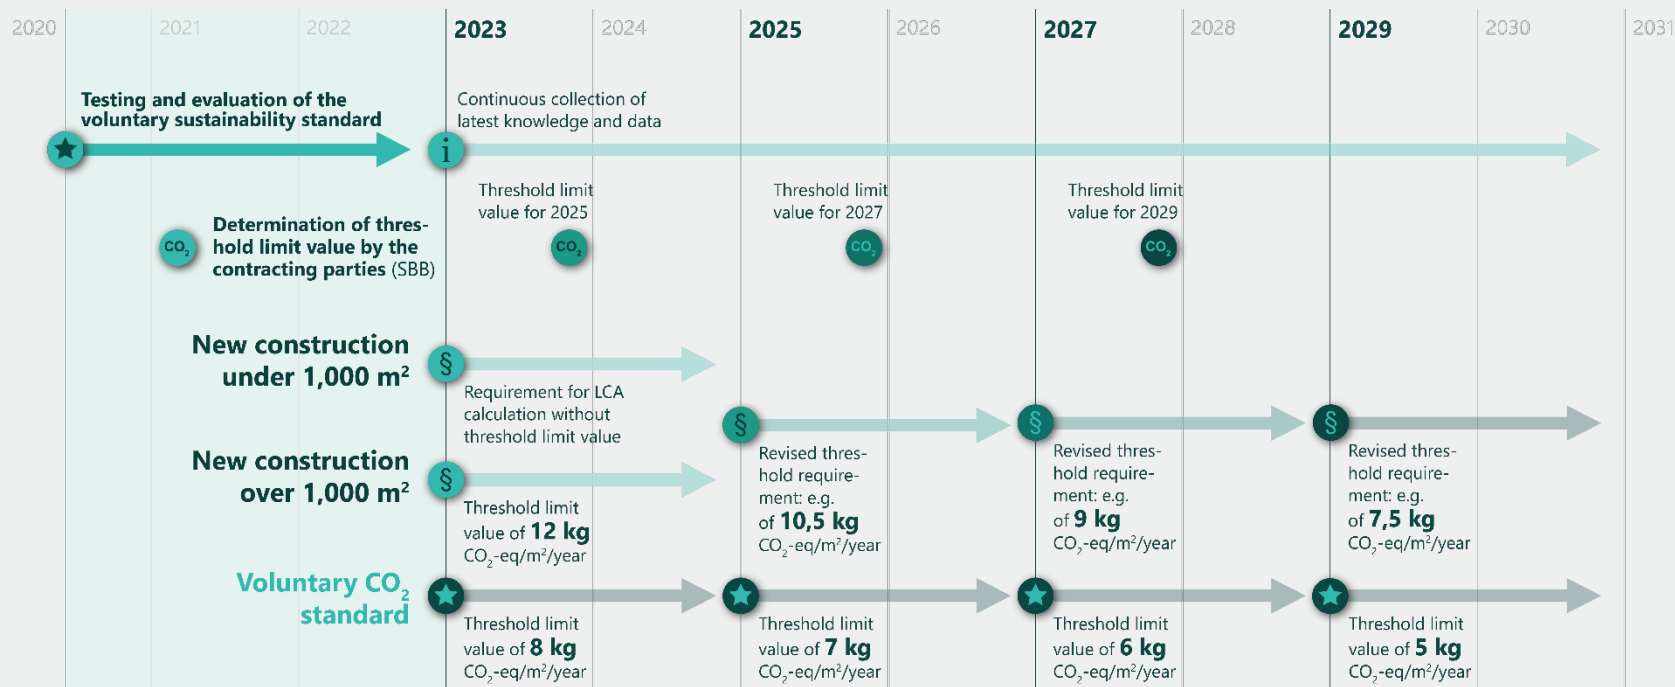 2020
2021
2022
2023
2024
2025
2026
2027
2028
2029
2030
2031
Testing and evaluation of the
voluntary sustainability standard
i
Continuous collection of
latest knowledge and data
CO₂
Determination of thres-
hold limit value by the
contracting parties (SBB)
Threshold limit
value for 2025
CO₂
Threshold limit
value for 2027
CO₂
Threshold limit
value for 2029
CO₂
New construction
under 1,000 m²
§
Requirement for LCA
calculation without
threshold limit value
New construction
over 1,000 m²
§
Threshold limit
value of 12 kg
CO₂-eq/m²/year
§
Revised thres-
hold require-
ment: e.g.
of 10,5 kg
CO₂-eq/m²/year
§
Revised thres-
hold require-
ment: e.g.
of 9 kg
CO₂-eq/m²/year
§
Revised thres-
hold require-
ment: e.g.
of 7,5 kg
CO₂-eq/m²/year
Voluntary CO₂
standard
Threshold limit
value of 8 kg
CO₂-eq/m²/year
Threshold limit
value of 7 kg
CO₂-eq/m²/year
Threshold limit
value of 6 kg
CO₂-eq/m²/year
Threshold limit
value of 5 kg
CO₂-eq/m²/year